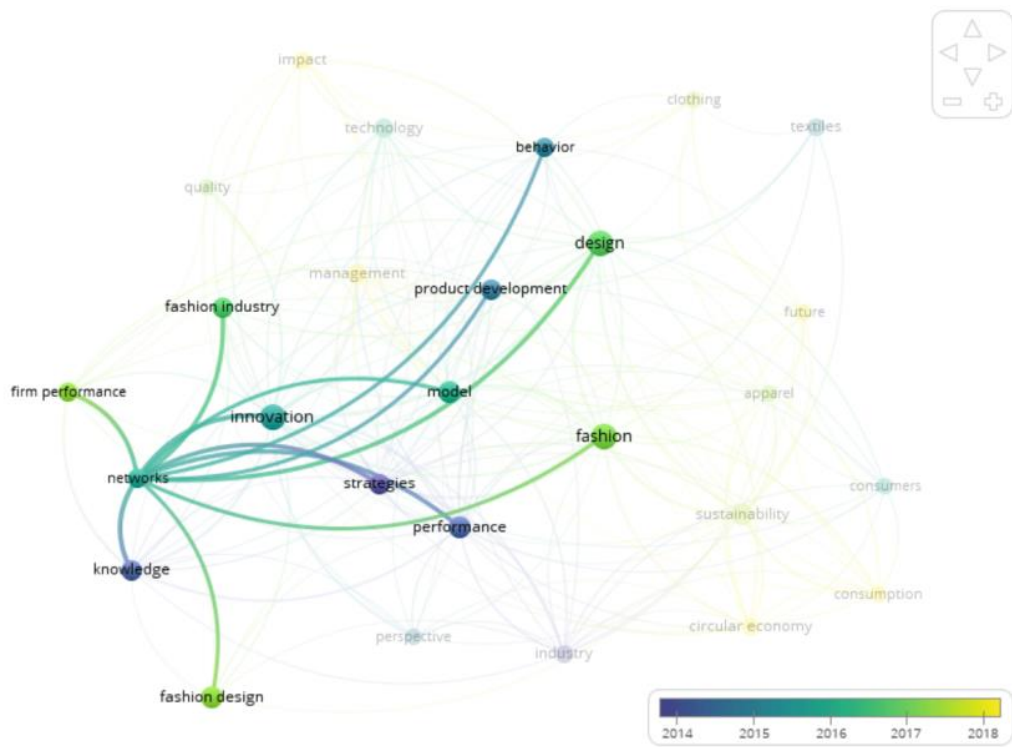 impact
clothing
technology
textiles
behavior
quality
design
management
product development
fashion industry
future
firm performance
model
apparel
innovation
fashion
networks
strategies
consumers
sustainability
performance
knowledge
consumption
circular economy
perspective
industry
fashion design
2014 2015 2016 2017 2018